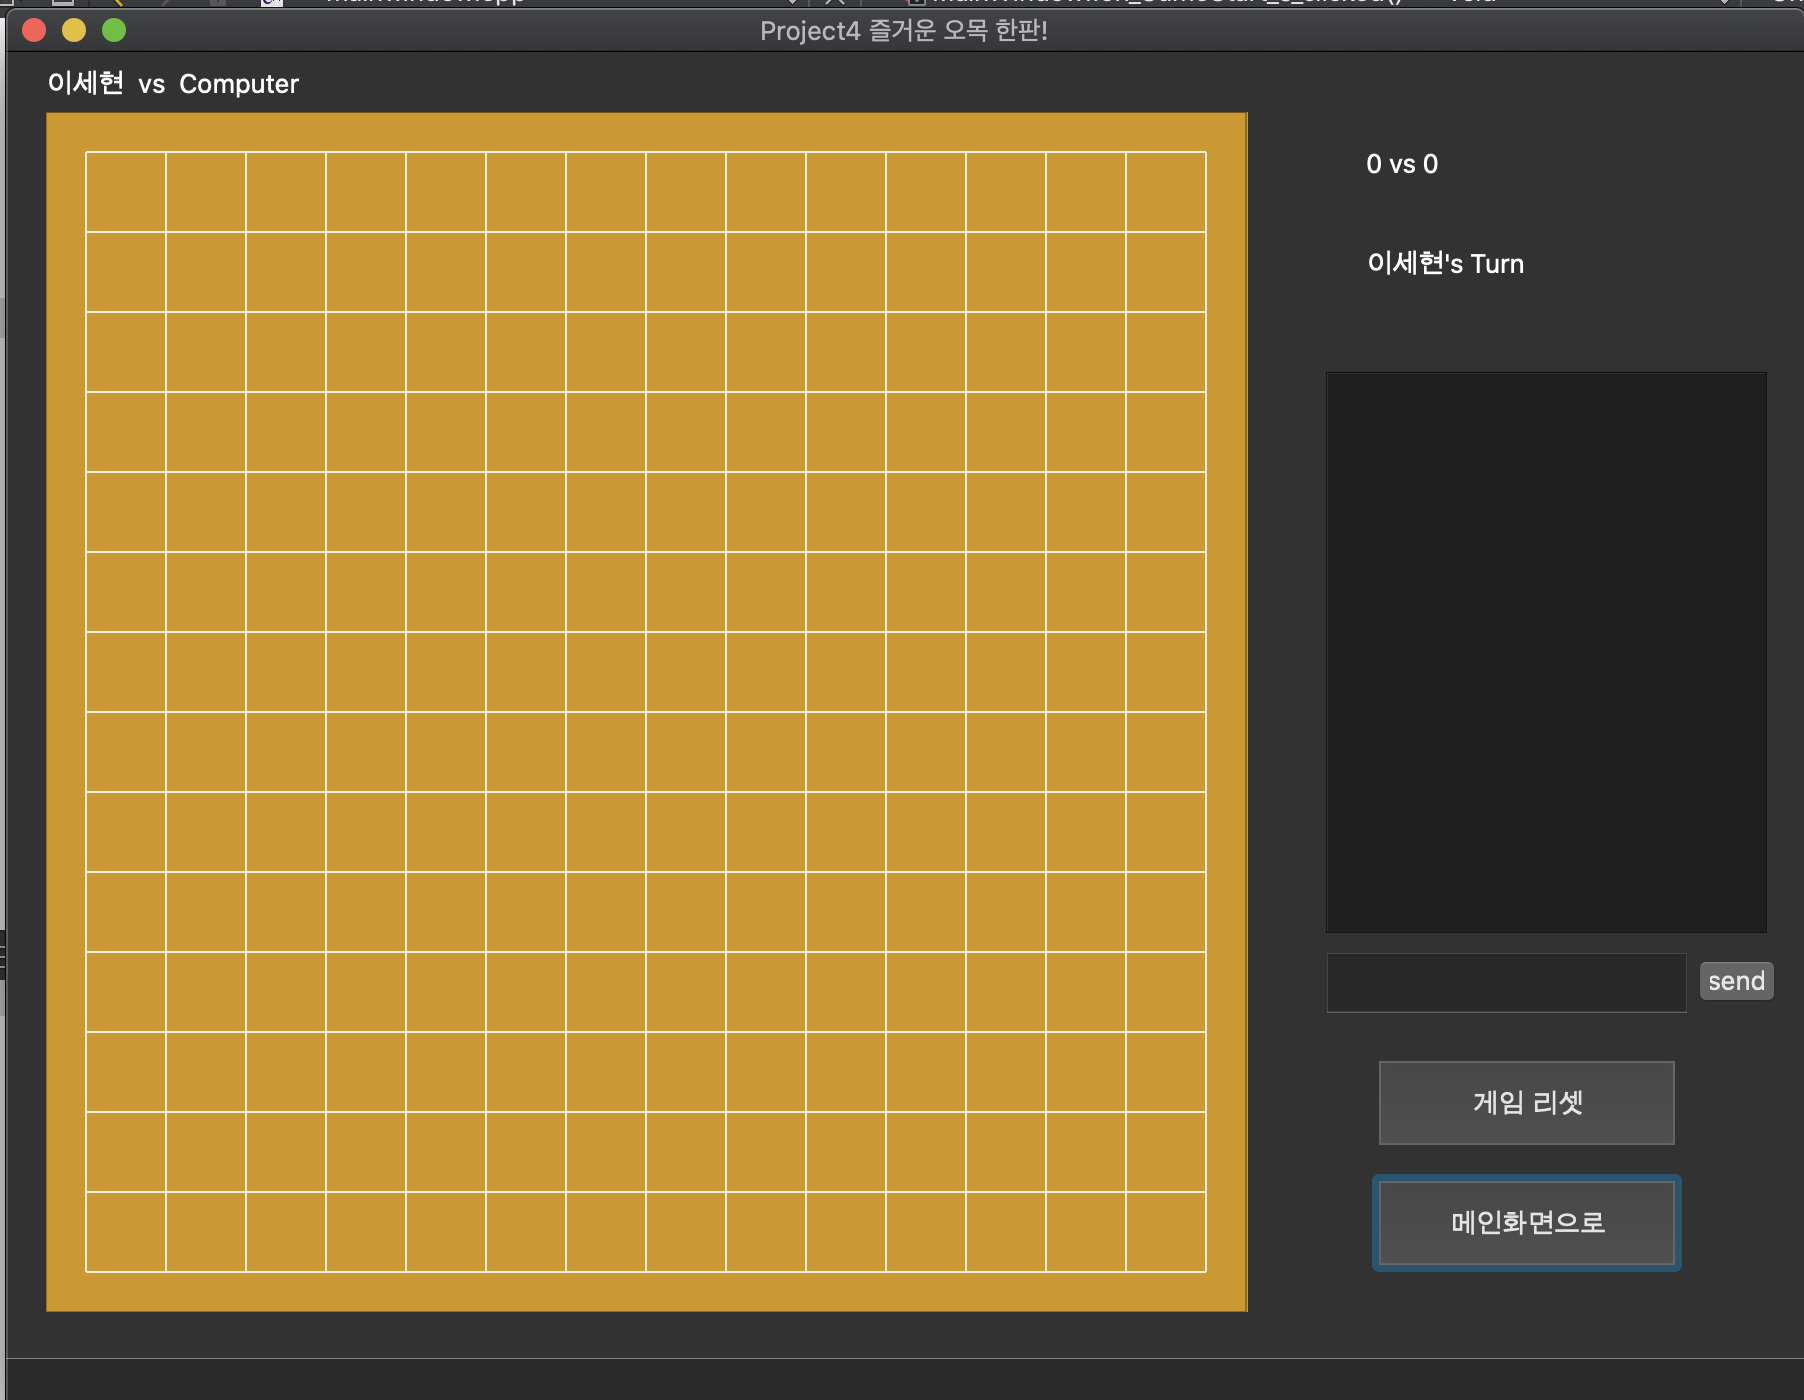 Project4 즐거운 오목 한판!
이세현 vs Computer
0 vs 0
이세현's Turn
send
게임 리셋
메인화면으로